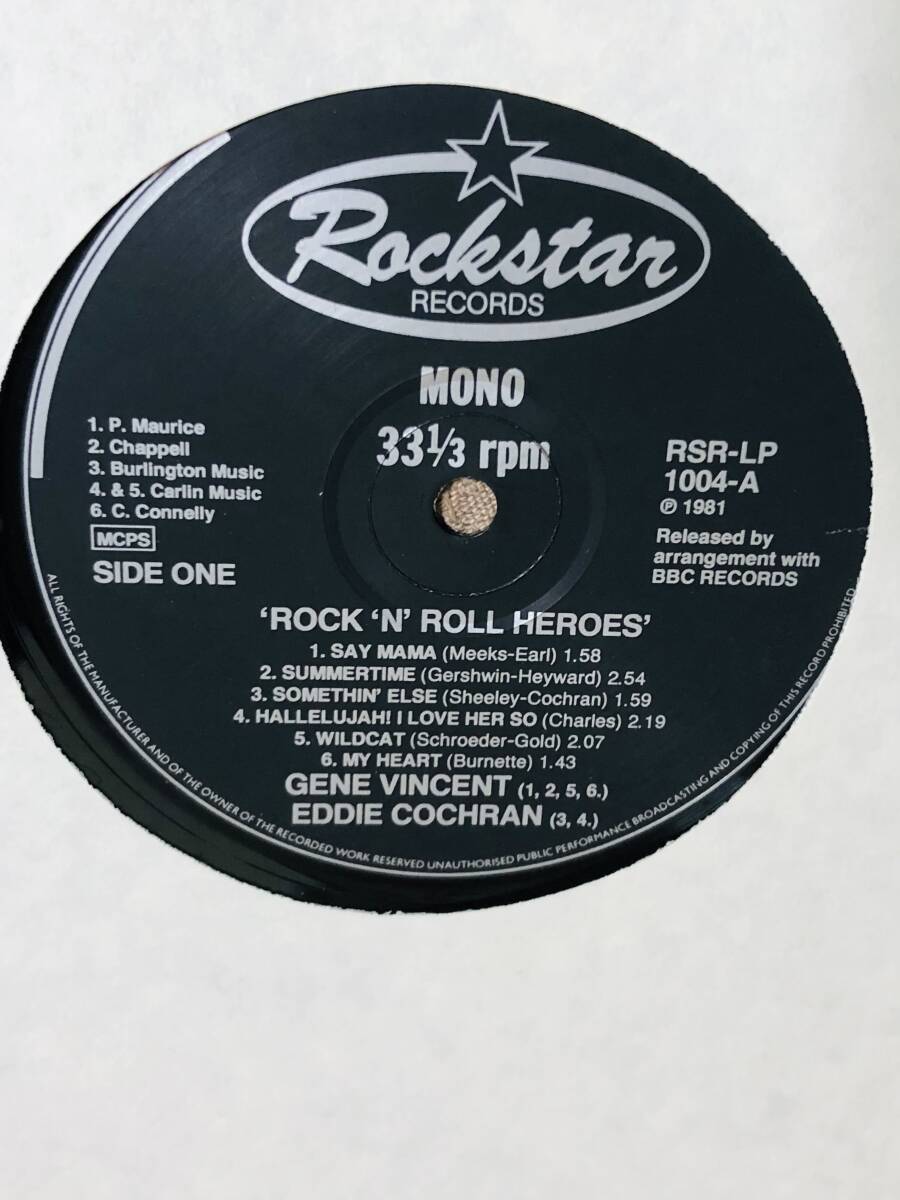 Rockstar
RECORDS
MONO
33 1/3 rpm
1. P. Maurice
2. Chappell
3. Burlington Music
4. & 5. Carlin Music
6. C. Connelly
MCPS
SIDE ONE
RSR-LP
1004-A
℗ 1981
Released by
arrangement with
BBC RECORDS
'ROCK 'N' ROLL HEROES'
1. SAY MAMA (Meeks-Earl) 1.58
2. SUMMERTIME (Gershwin-Heyward) 2.54
3. SOMETHIN' ELSE (Sheeley-Cochran) 1.59
4. HALLELUJAH! I LOVE HER SO (Charles) 2.19
5. WILDCAT (Schroeder-Gold) 2.07
6. MY HEART (Burnette) 1.43
GENE VINCENT (1, 2, 5, 6.)
EDDIE COCHRAN (3, 4.)
ALL RIGHTS OF THE MANUFACTURER AND OF THE OWNER OF THE RECORDED WORK RESERVED UNAUTHORISED PUBLIC PERFORMANCE BROADCASTING AND COPYING OF THIS RECORD PROHIBITED